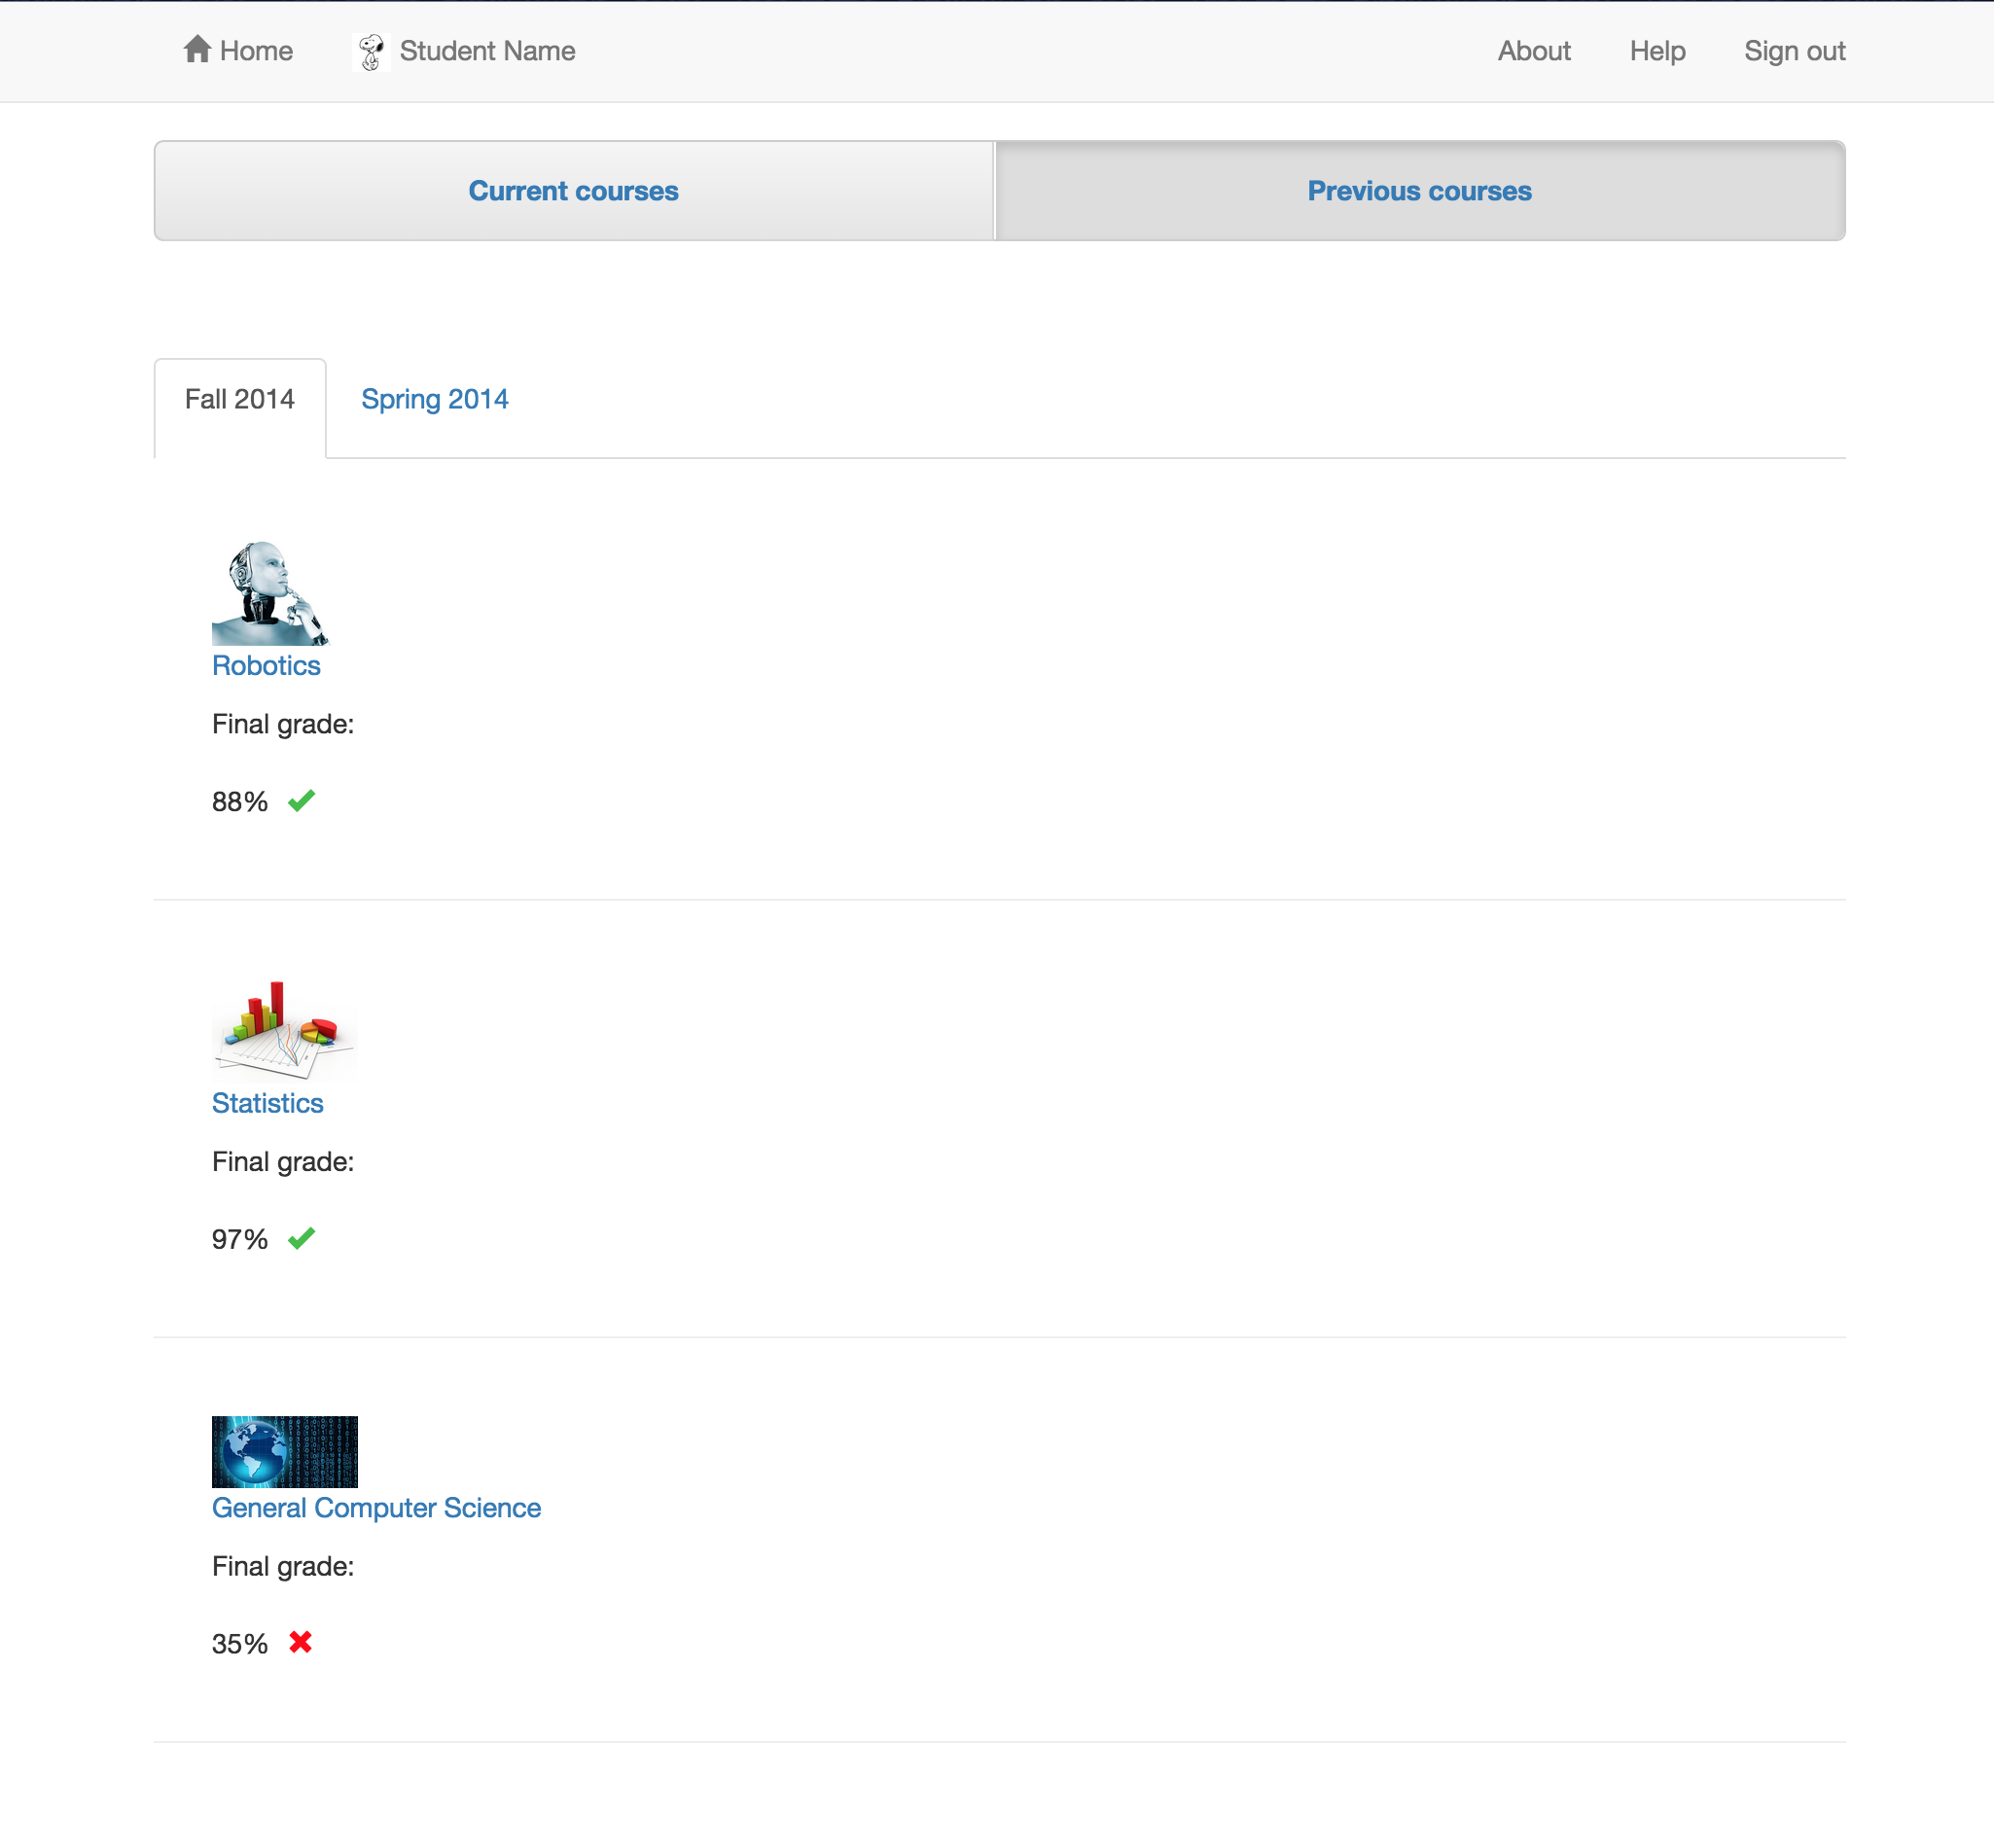 Home Student Name About Help Sign out
Current courses Previous courses
Fall 2014 Spring 2014
Robotics
Final grade:
88%
Statistics
Final grade:
97%
General Computer Science
Final grade:
35%